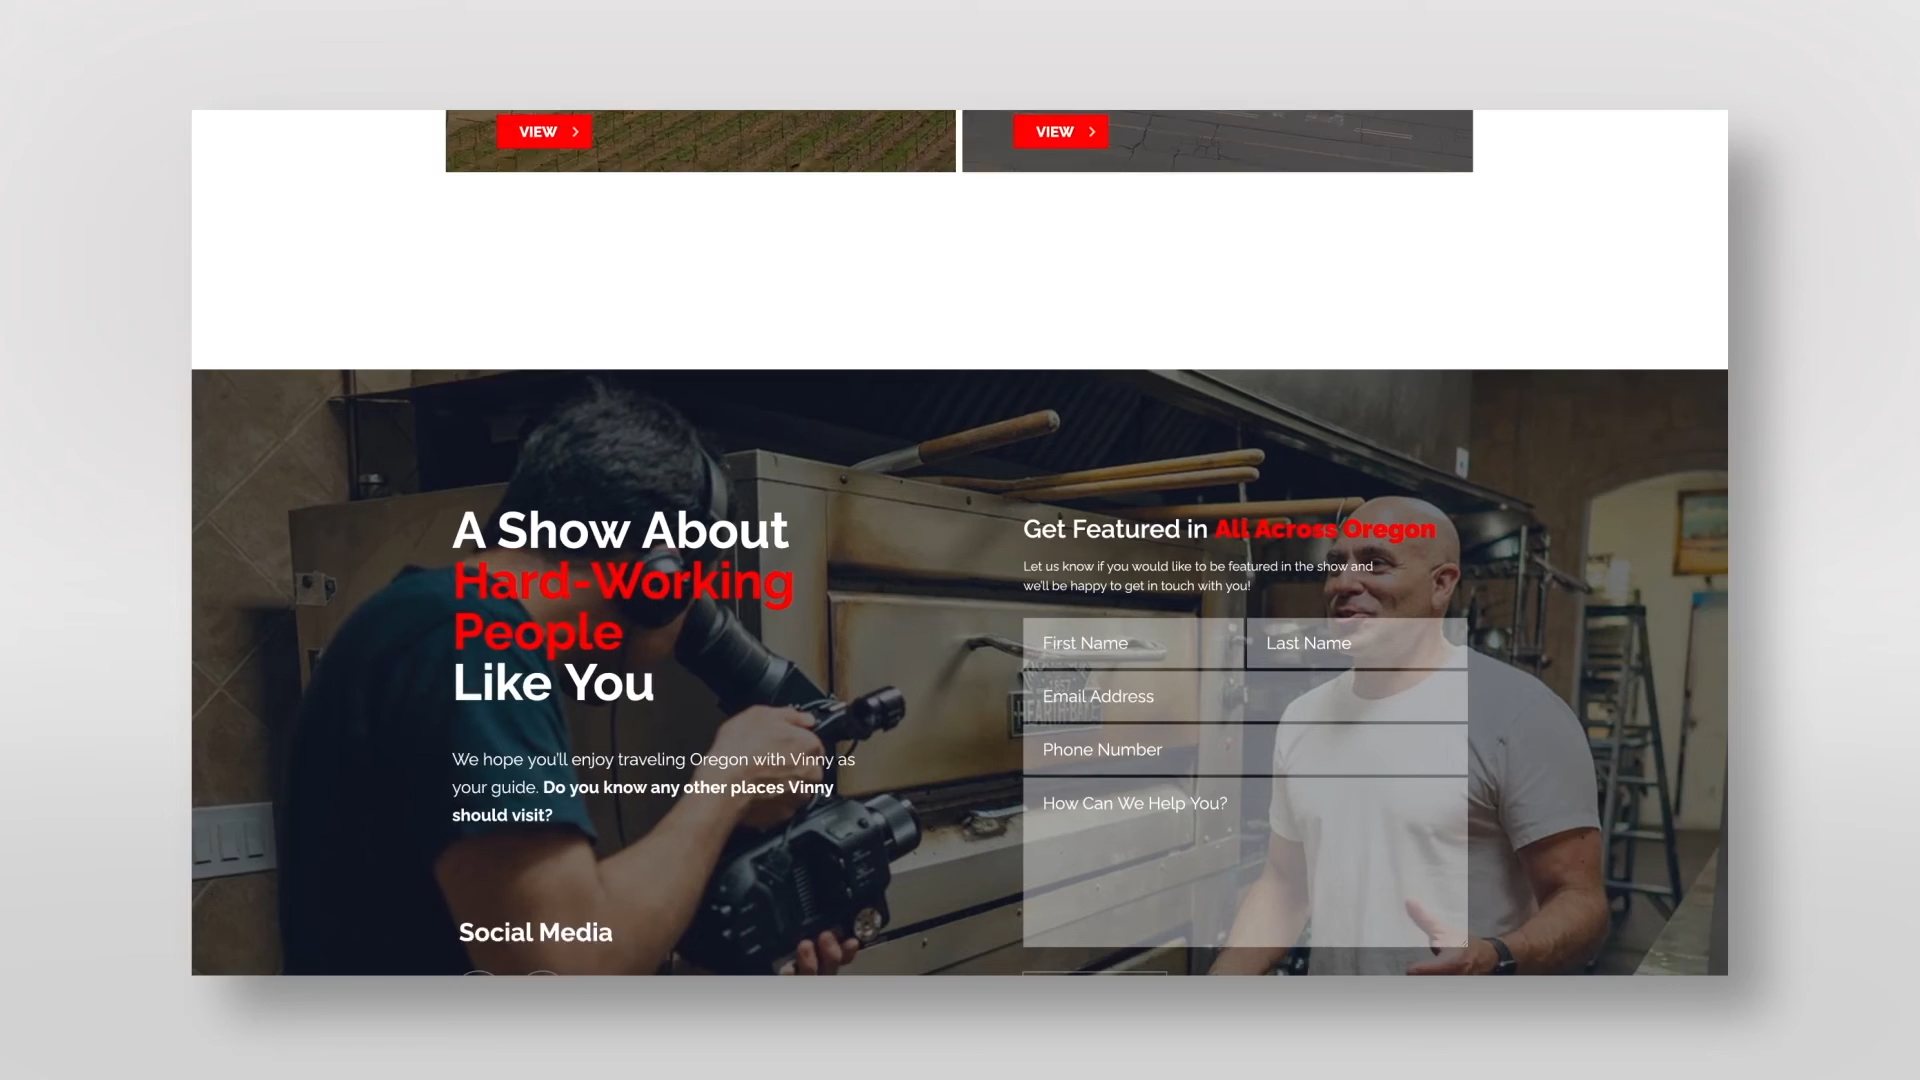 VIEW
VIEW
A Show About
Hard-Working
People
Like You
We hope you'll enjoy traveling Oregon with Vinny as
your guide. Do you know any other places Vinny
should visit?
Social Media
Get Featured in All Across Oregon
Let us know if you would like to be featured in the show and
we'll be happy to get in touch with you!
First Name
Last Name
Email Address
Phone Number
How Can We Help You?